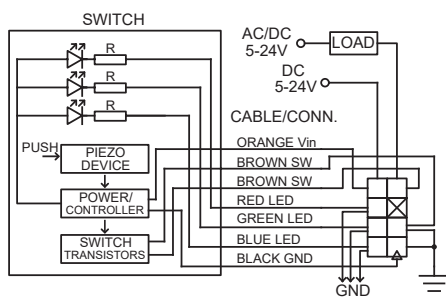 SWITCH
R
R
R
PUSH
PIEZO
DEVICE
POWER/
CONTROLLER
SWITCH
TRANSISTORS
AC/DC
5-24V
LOAD
DC
5-24V
CABLE/CONN.
ORANGE Vin
BROWN SW
BROWN SW
RED LED
GREEN LED
BLUE LED
BLACK GND
GND